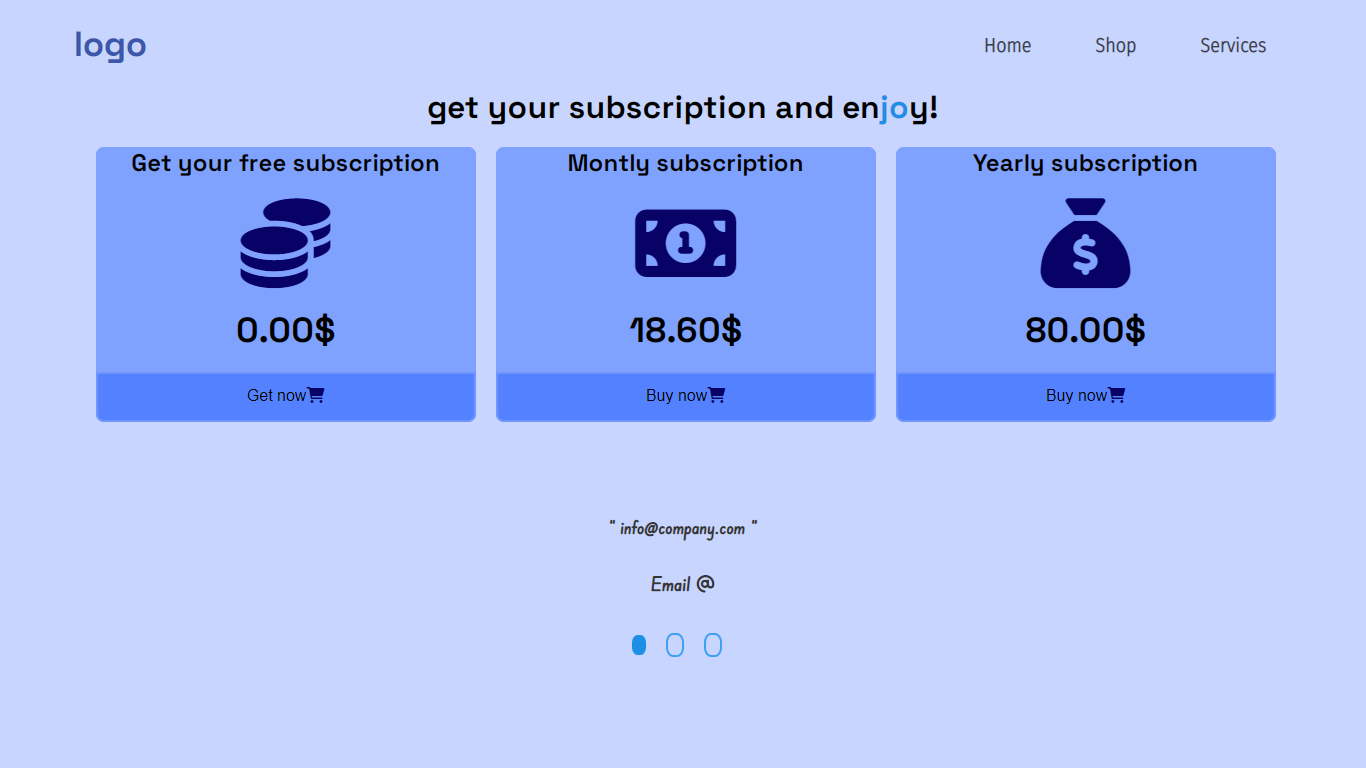 logo
Home Shop Services
get your subscription and enjoy!
Get your free subscription
0.00$
Get now
Montly subscription
1
18.60$
Buy now
Yearly subscription
$
80.00$
Buy now
" info@company.com "
Email @